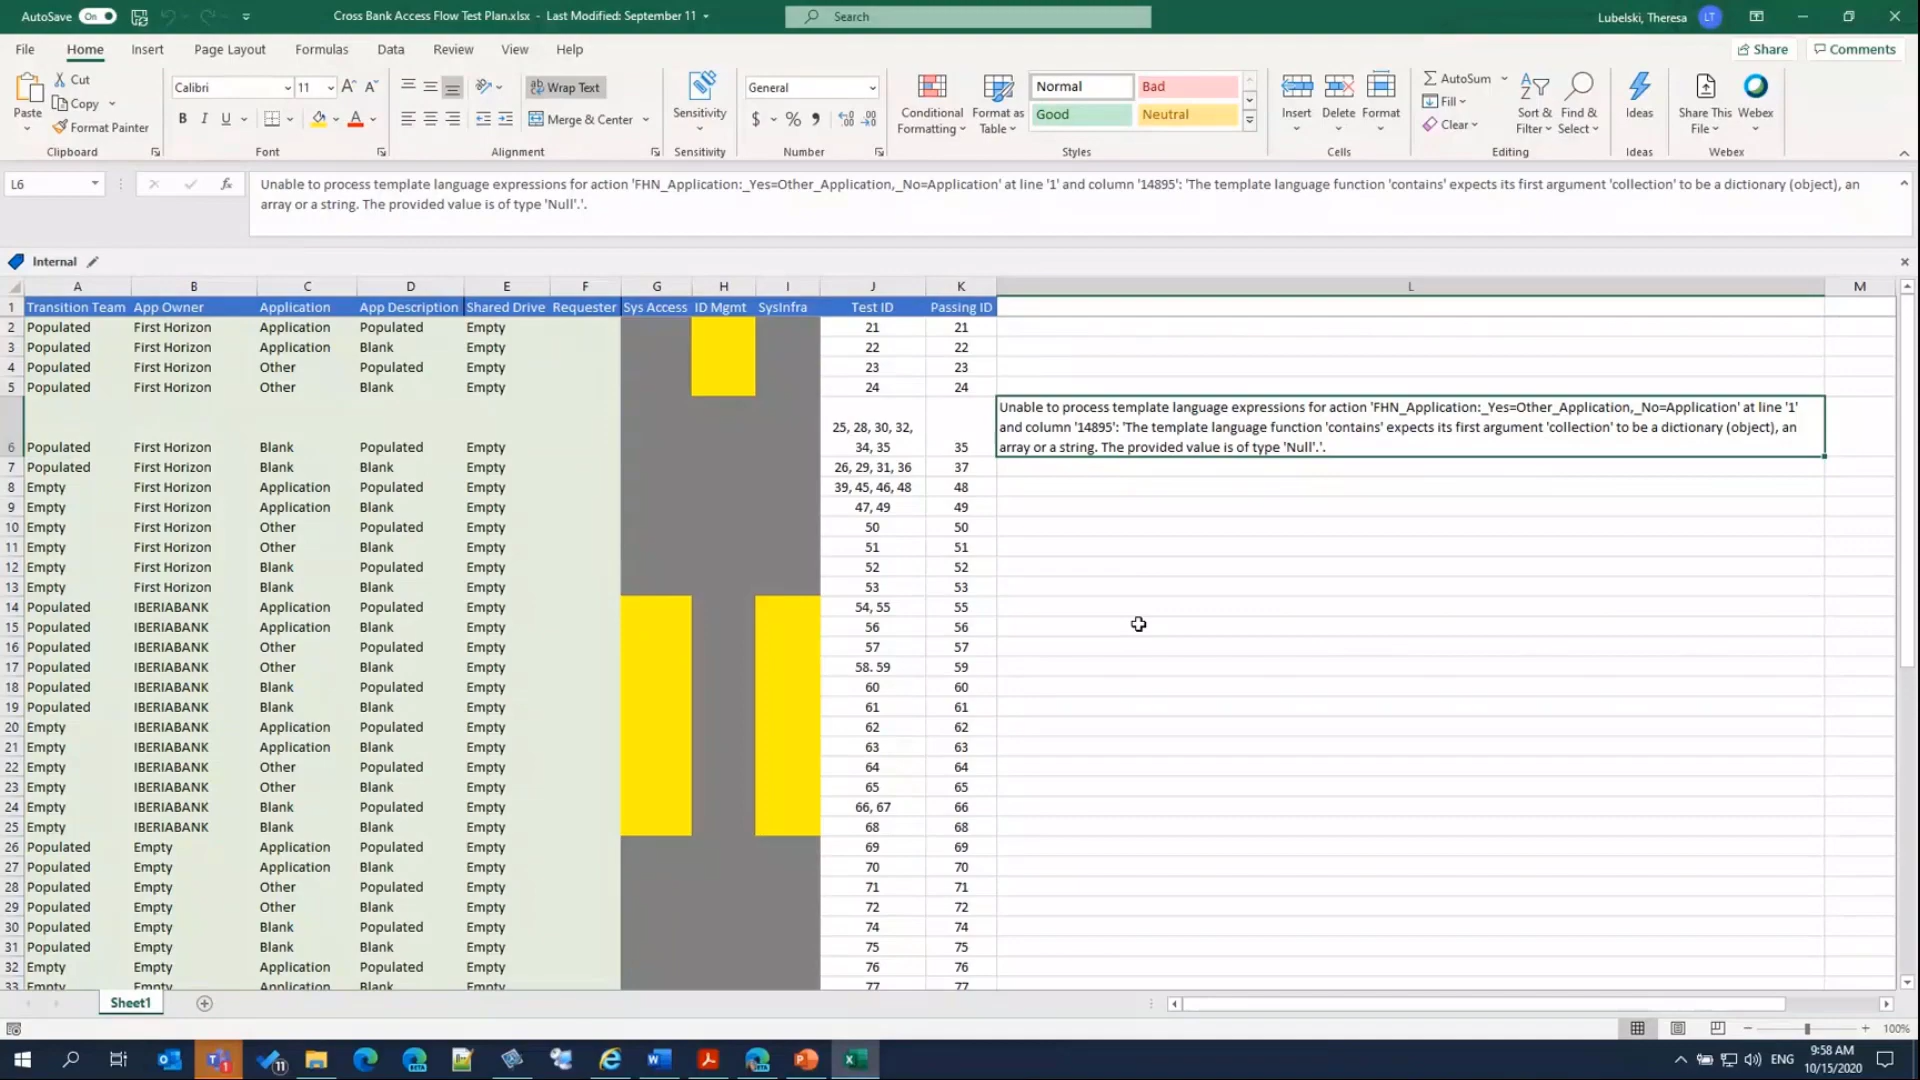 AutoSave On Cross Bank Access Flow Test Plan.xlsx - Last Modified: September 11 Search Lubelski, Theresa LT
File Home Insert Page Layout Formulas Data Review View Help Share Comments
Cut Calibri 11 Wrap Text General Normal Bad AutoSum
Copy Fill
Paste Format Painter B I U Merge & Center Sensitivity $ % Conditional Formatting Format as Table Good Neutral Insert Delete Format Clear Sort & Filter Find & Select Ideas Share This File Webex
Clipboard Font Alignment Sensitivity Number Styles Cells Editing Ideas Webex
L6 fx Unable to process template language expressions for action 'FHN_Application:_Yes=Other_Application,_No=Application' at line '1' and column '14895': 'The template language function 'contains' expects its first argument 'collection' to be a dictionary (object), an
array or a string. The provided value is of type 'Null'.'.
Internal
A B C D E F G H I J K L M
1 Transition Team App Owner Application App Description Shared Drive Requester Sys Access ID Mgmt SysInfra Test ID Passing ID
2 Populated First Horizon Application Populated Empty 21 21
3 Populated First Horizon Application Blank Empty 22 22
4 Populated First Horizon Other Populated Empty 23 23
5 Populated First Horizon Other Blank Empty 24 24
Unable to process template language expressions for action 'FHN_Application:_Yes=Other_Application,_No=Application' at line '1'
25, 28, 30, 32, and column '14895': 'The template language function 'contains' expects its first argument 'collection' to be a dictionary (object), an
6 Populated First Horizon Blank Populated Empty 34, 35 35 array or a string. The provided value is of type 'Null'.'.
7 Populated First Horizon Blank Blank Empty 26, 29, 31, 36 37
8 Empty First Horizon Application Populated Empty 39, 45, 46, 48 48
9 Empty First Horizon Application Blank Empty 47, 49 49
10 Empty First Horizon Other Populated Empty 50 50
11 Empty First Horizon Other Blank Empty 51 51
12 Empty First Horizon Blank Populated Empty 52 52
13 Empty First Horizon Blank Blank Empty 53 53
14 Populated IBERIABANK Application Populated Empty 54, 55 55
15 Populated IBERIABANK Application Blank Empty 56 56
16 Populated IBERIABANK Other Populated Empty 57 57
17 Populated IBERIABANK Other Blank Empty 58. 59 59
18 Populated IBERIABANK Blank Populated Empty 60 60
19 Populated IBERIABANK Blank Blank Empty 61 61
20 Empty IBERIABANK Application Populated Empty 62 62
21 Empty IBERIABANK Application Blank Empty 63 63
22 Empty IBERIABANK Other Populated Empty 64 64
23 Empty IBERIABANK Other Blank Empty 65 65
24 Empty IBERIABANK Blank Populated Empty 66, 67 66
25 Empty IBERIABANK Blank Blank Empty 68 68
26 Populated Empty Application Populated Empty 69 69
27 Populated Empty Application Blank Empty 70 70
28 Populated Empty Other Populated Empty 71 71
29 Populated Empty Other Blank Empty 72 72
30 Populated Empty Blank Populated Empty 74 74
31 Populated Empty Blank Blank Empty 75 75
32 Empty Empty Application Populated Empty 76 76
33 Empty Empty Application Blank Empty 77 77
Sheet1
100%
11 1 BETA BETA ENG 9:58 AM
10/15/2020